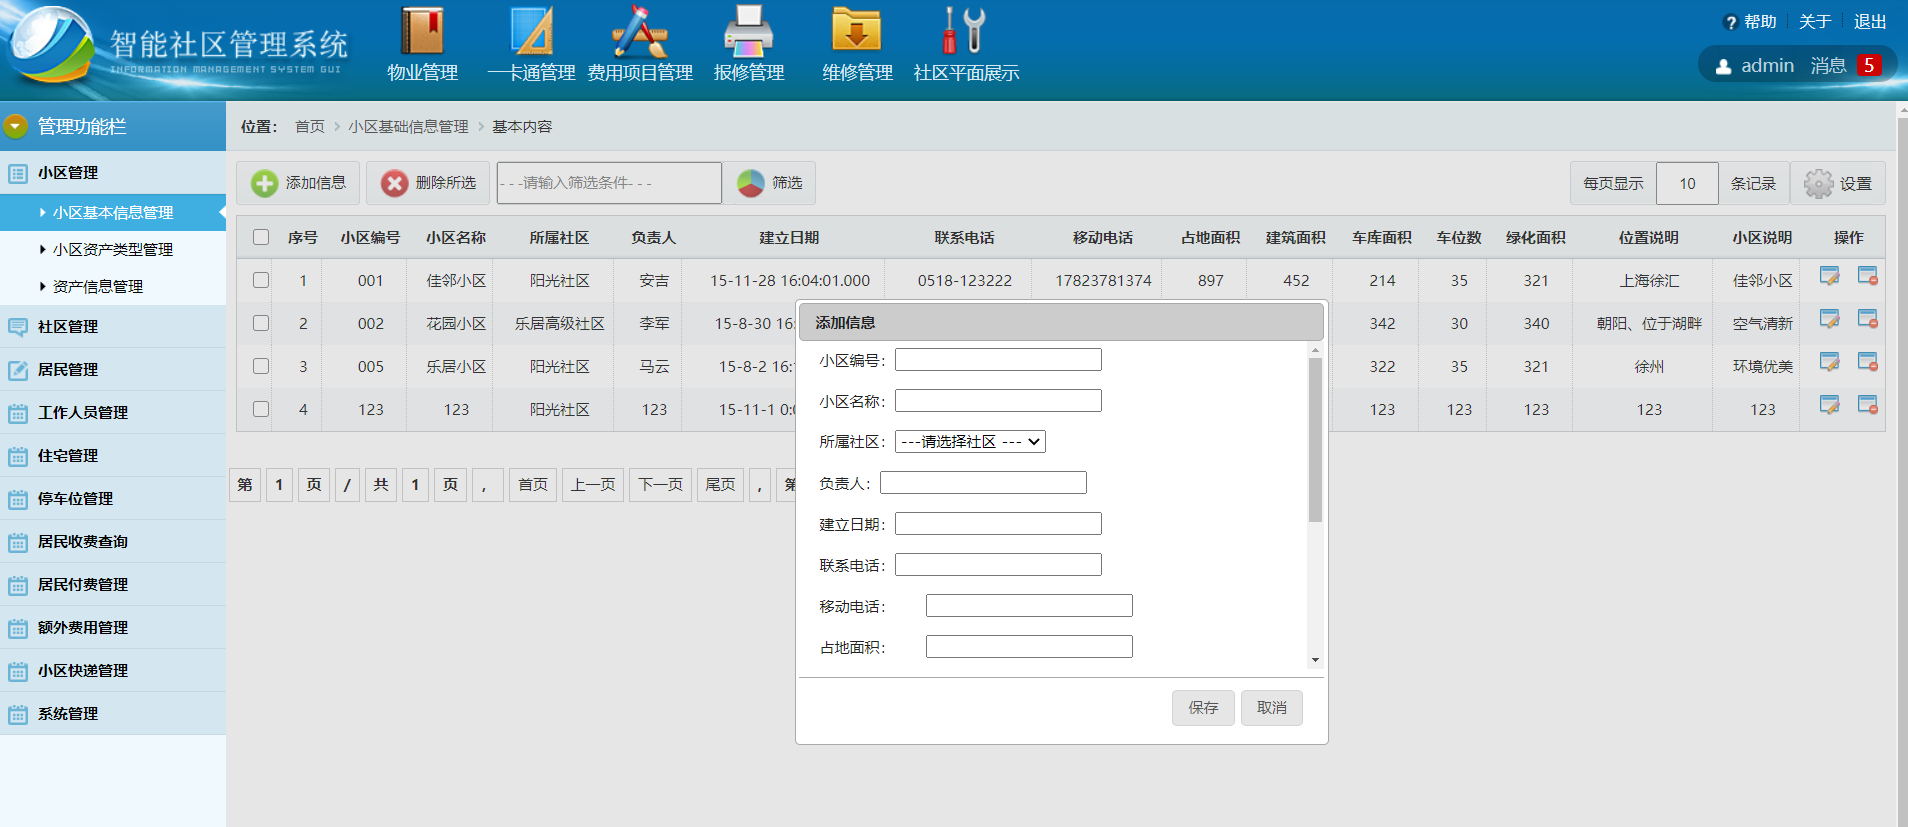 智能社区管理系统
INFORMATION MANAGEMENT SYSTEM GUI
物业管理 一卡通管理 费用项目管理 报修管理 维修管理 社区平面展示
帮助 关于 退出
admin 消息 5
管理功能栏
小区管理
小区基本信息管理
小区资产类型管理
资产信息管理
社区管理
居民管理
工作人员管理
住宅管理
停车位管理
居民收费查询
居民付费管理
额外费用管理
小区快递管理
系统管理
位置： 首页 > 小区基础信息管理 > 基本内容
添加信息 删除所选 - - -请输入筛选条件- - - 筛选 每页显示 10 条记录 设置
序号 小区编号 小区名称 所属社区 负责人 建立日期 联系电话 移动电话 占地面积 建筑面积 车库面积 车位数 绿化面积 位置说明 小区说明 操作
1 001 佳邻小区 阳光社区 安吉 15-11-28 16:04:01.000 0518-123222 17823781374 897 452 214 35 321 上海徐汇 佳邻小区
2 002 花园小区 乐居高级社区 李军 15-8-30 16: 342 30 340 朝阳、位于湖畔 空气清新
3 005 乐居小区 阳光社区 马云 15-8-2 16: 322 35 321 徐州 环境优美
4 123 123 阳光社区 123 15-11-1 0: 123 123 123 123 123
第 1 页 / 共 1 页 , 首页 上一页 下一页 尾页 , 第
添加信息
小区编号：
小区名称：
所属社区： ---请选择社区 ---
负责人：
建立日期：
联系电话：
移动电话：
占地面积：
保存 取消